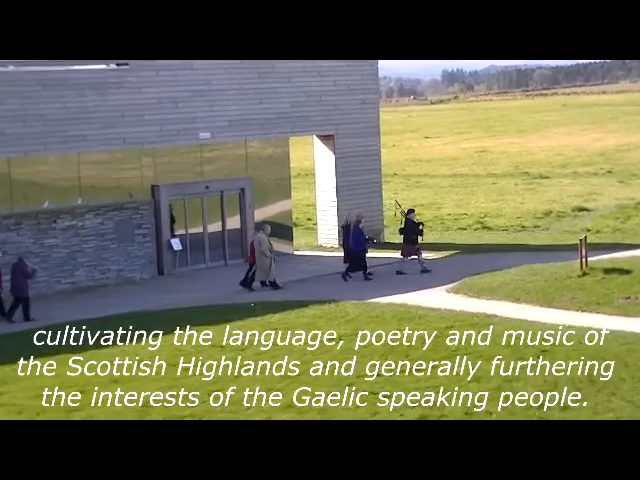 cultivating the language, poetry and music of
the Scottish Highlands and generally furthering
the interests of the Gaelic speaking people.